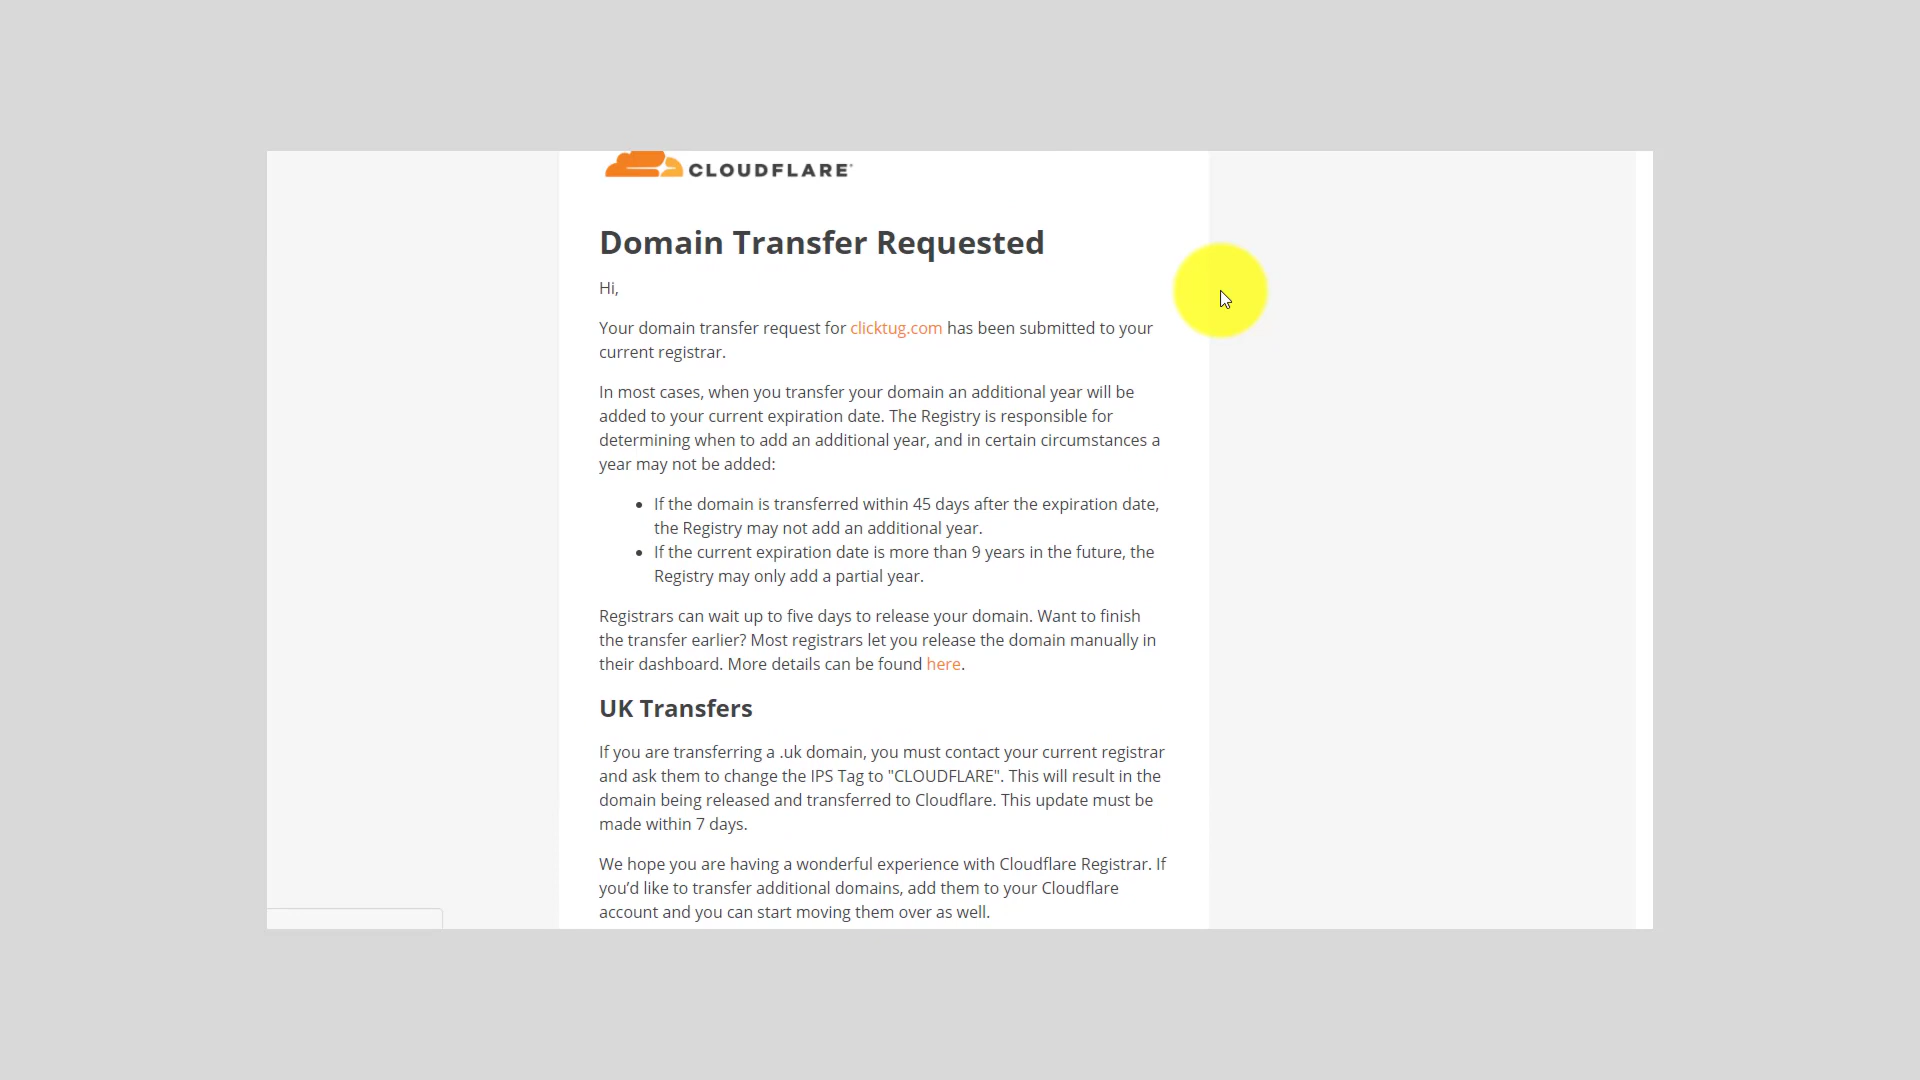 CLOUDFLARE
Domain Transfer Requested
Hi,
Your domain transfer request for clicktug.com has been submitted to your
current registrar.
In most cases, when you transfer your domain an additional year will be
added to your current expiration date. The Registry is responsible for
determining when to add an additional year, and in certain circumstances a
year may not be added:
• If the domain is transferred within 45 days after the expiration date,
the Registry may not add an additional year.
• If the current expiration date is more than 9 years in the future, the
Registry may only add a partial year.
Registrars can wait up to five days to release your domain. Want to finish
the transfer earlier? Most registrars let you release the domain manually in
their dashboard. More details can be found here.
UK Transfers
If you are transferring a .uk domain, you must contact your current registrar
and ask them to change the IPS Tag to "CLOUDFLARE". This will result in the
domain being released and transferred to Cloudflare. This update must be
made within 7 days.
We hope you are having a wonderful experience with Cloudflare Registrar. If
you’d like to transfer additional domains, add them to your Cloudflare
account and you can start moving them over as well.